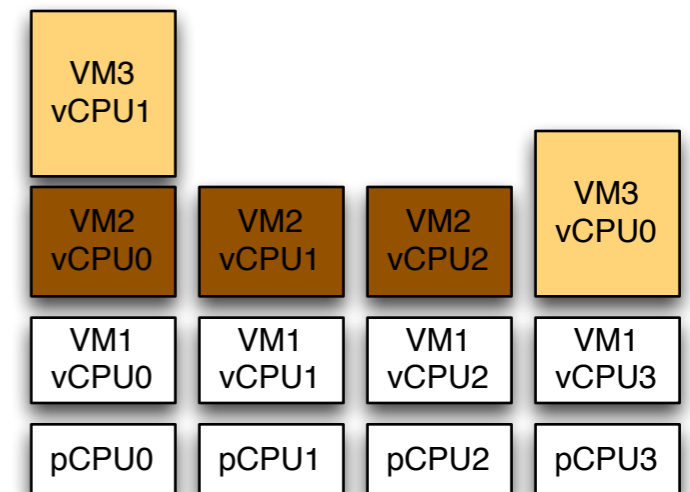 VM3
vCPU1
VM3
vCPU0
VM2
vCPU0
VM2
vCPU1
VM2
vCPU2
VM1
vCPU0
VM1
vCPU1
VM1
vCPU2
VM1
vCPU3
pCPU0
pCPU1
pCPU2
pCPU3